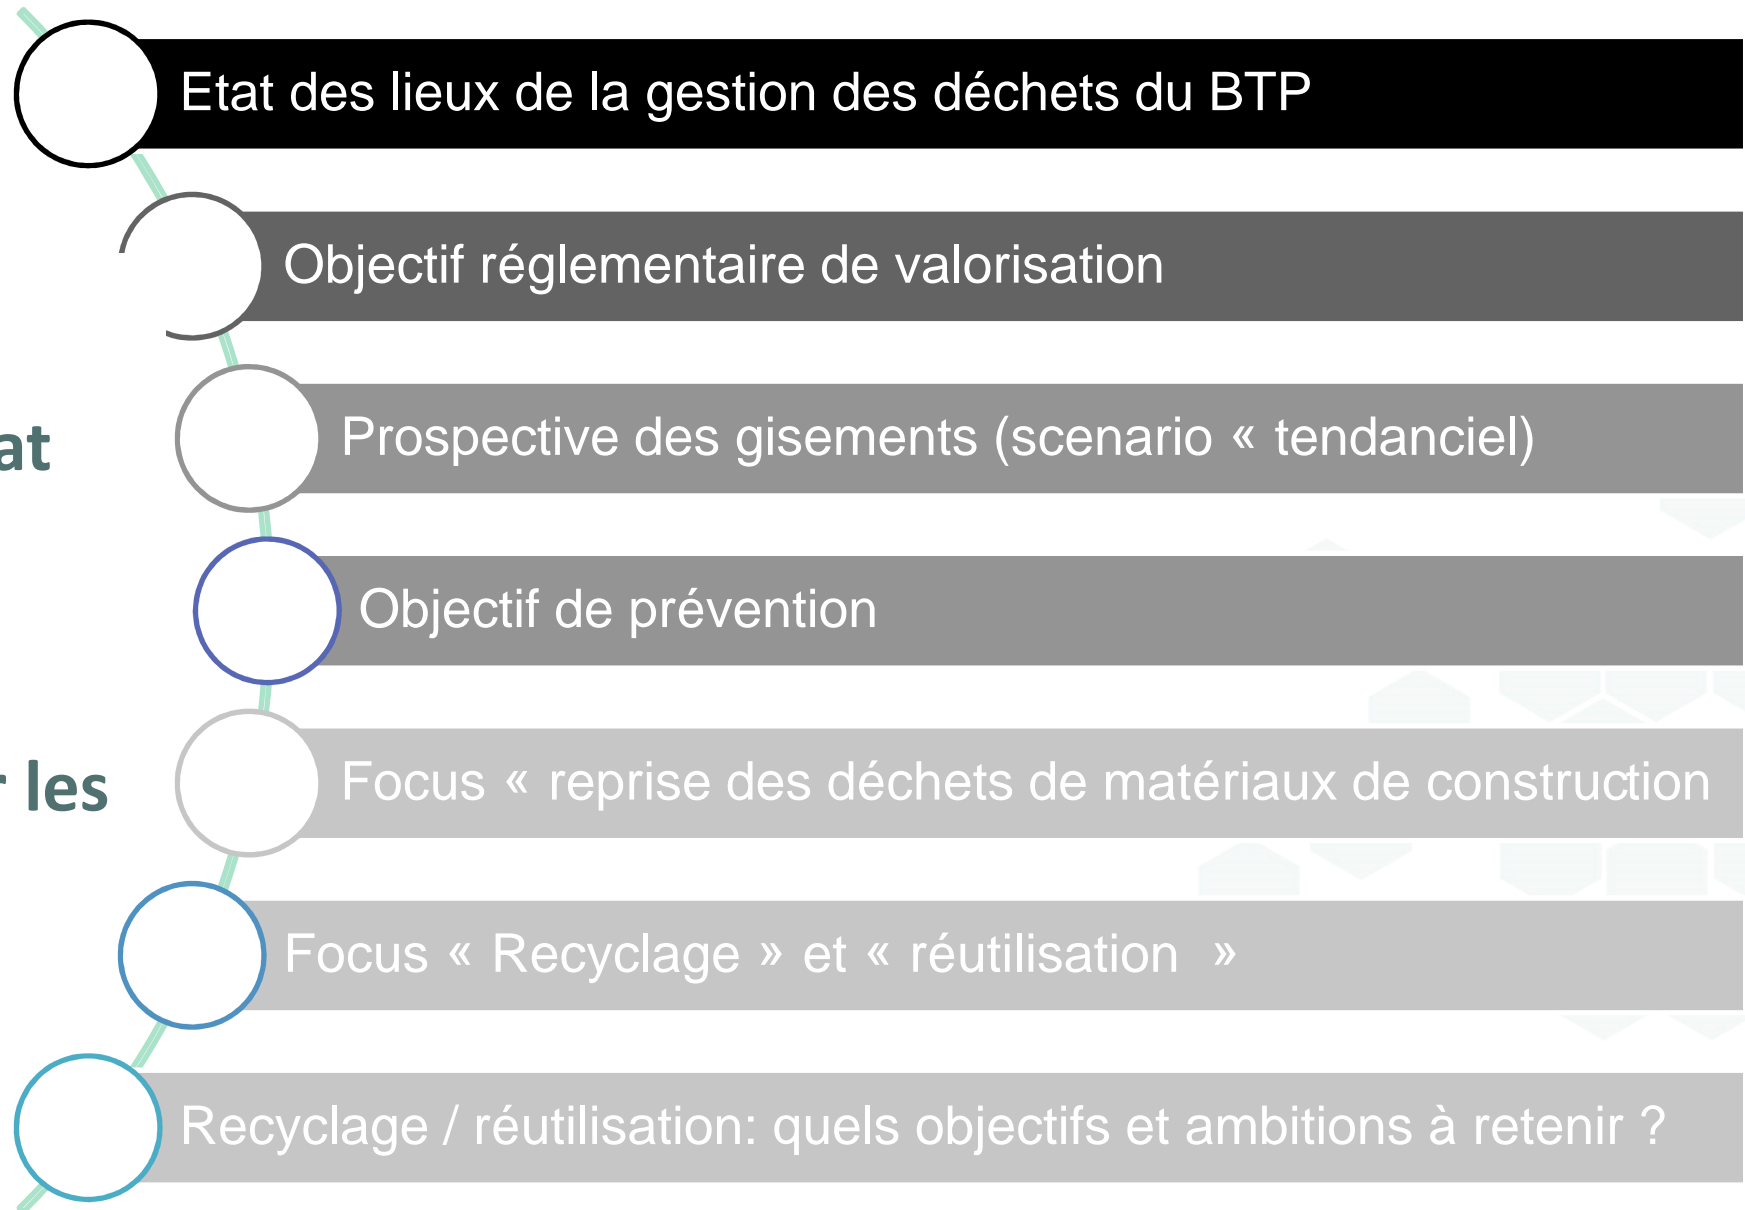 Etat des lieux de la gestion des déchets du BTP
Objectif réglementaire de valorisation
at
Prospective des gisements (scenario « tendanciel)
Objectif de prévention
r les
Focus « reprise des déchets de matériaux de construction
Focus « Recyclage » et « réutilisation »
Recyclage / réutilisation: quels objectifs et ambitions à retenir ?